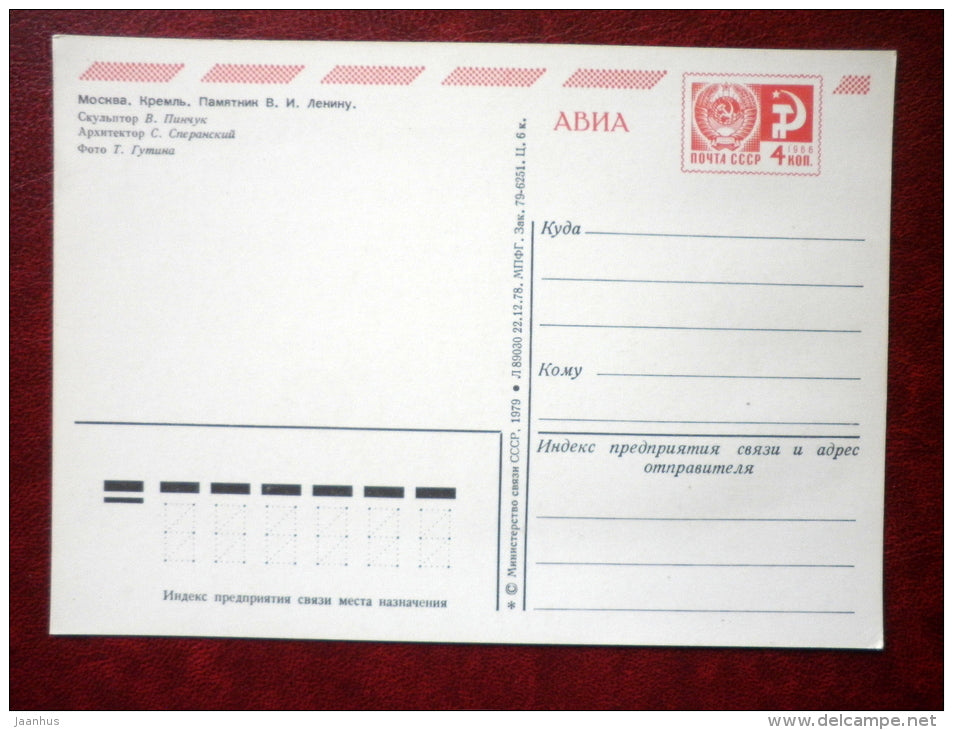 Москва. Кремль. Памятник В. И. Ленину.
Скульптор В. Пинчук
Архитектор С. Сперанский
Фото Т. Гутина
АВИА
ПОЧТА СССР
1966
4 КОП.
Куда
Кому
Индекс предприятия связи и адрес
отправителя
* © Министерство связи СССР, 1979 • Л 89030 22.12.78. МПФГ. Зак. 79-6251. Ц. 6 к.
Индекс предприятия связи места назначения
jaanhus
www.delcampe.net